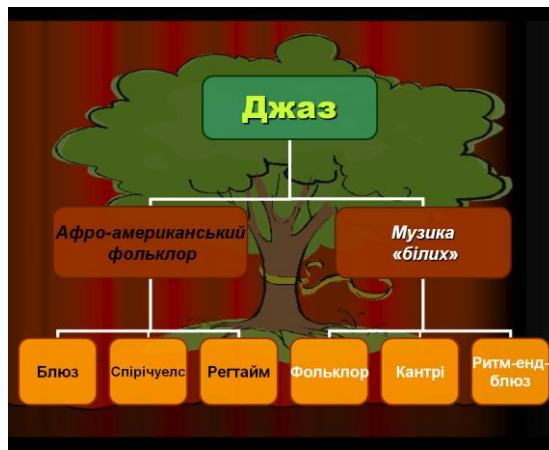 Джаз
Афро-американський
фольклор
Музика
«білих»
Блюз
Спірічуелс
Регтайм
Фольклор
Кантрі
Ритм-енд-
блюз